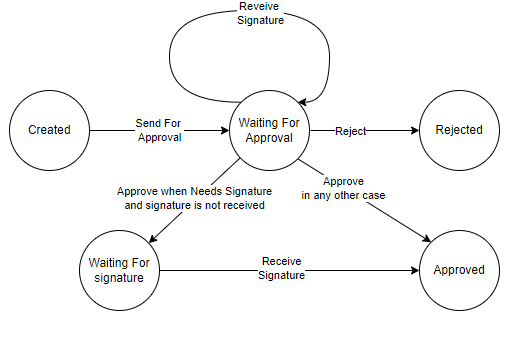 Reveive
Signature
Created
Send For
Approval
Waiting For
Approval
Reject
Rejected
Approve when Needs Signature
and signature is not received
Approve
in any other case
Waiting For
signature
Receive
Signature
Approved